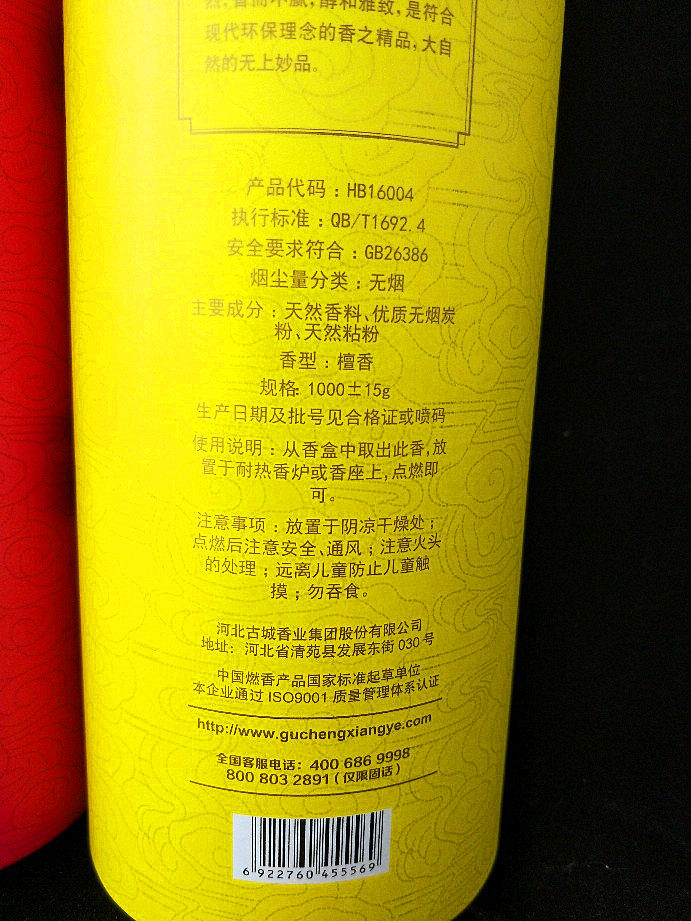 烈，香而不腻，醇和雅致，是符合
现代环保理念的香之精品，大自
然的无上妙品。
产品代码：HB16004
执行标准：QB/T1692.4
安全要求符合：GB26386
烟尘量分类：无烟
主要成分：天然香料、优质无烟炭
粉、天然粘粉
香型：檀香
规格：1000±15g
生产日期及批号见合格证或喷码
使用说明：从香盒中取出此香，放
置于耐热香炉或香座上，点燃即
可。
注意事项：放置于阴凉干燥处；
点燃后注意安全、通风；注意火头
的处理；远离儿童防止儿童触
摸；勿吞食。
河北古城香业集团股份有限公司
地址：河北省清苑县发展东街030号
中国燃香产品国家标准起草单位
本企业通过ISO9001质量管理体系认证
http://www.guchengxiangye.com
全国客服电话：400 686 9998
800 803 2891（仅限固话）
6922760455569